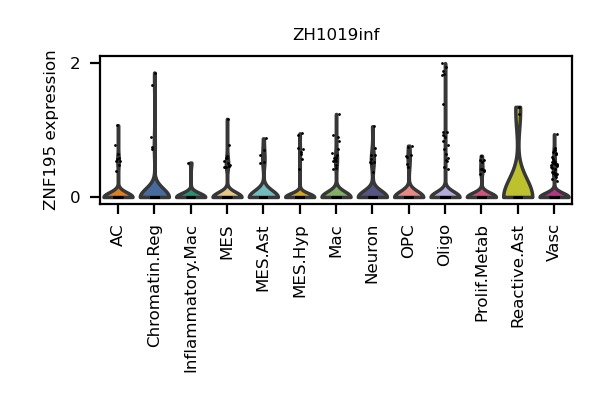 ZH1019inf
ZNF195 expression
2
0
AC
Chromatin.Reg
Inflammatory.Mac
MES
MES.Ast
MES.Hyp
Mac
Neuron
OPC
Oligo
Prolif.Metab
Reactive.Ast
Vasc